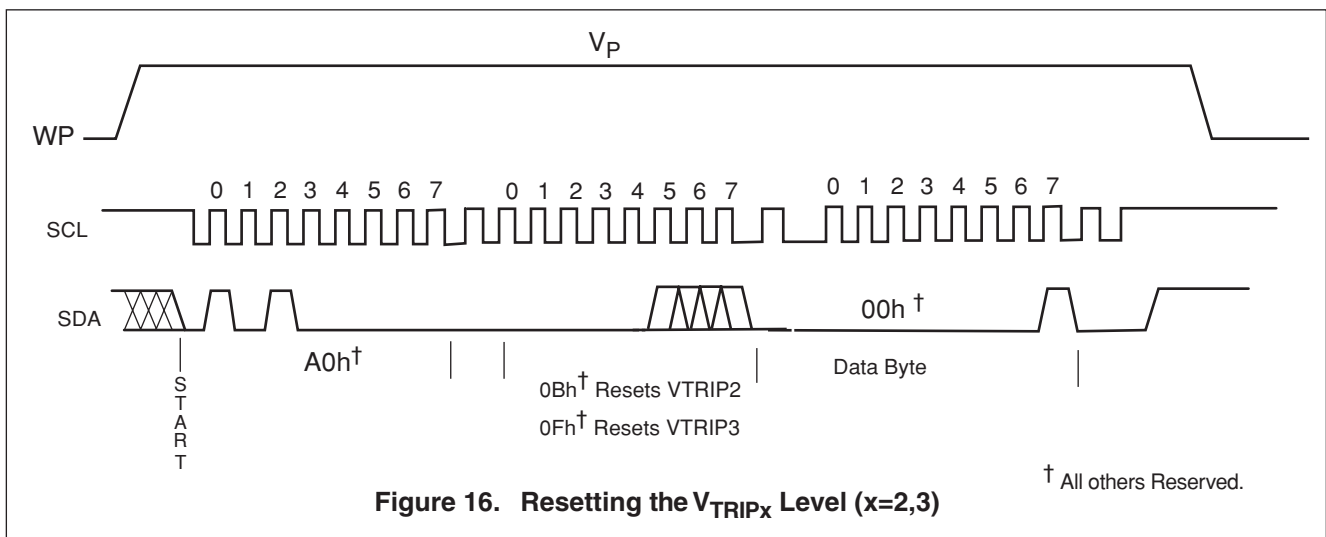 VP
WP
0 1 2 3 4 5 6 7 0 1 2 3 4 5 6 7 0 1 2 3 4 5 6 7
SCL
SDA
00h †
A0h†
Data Byte
START
0Bh† Resets VTRIP2
0Fh† Resets VTRIP3
† All others Reserved.
Figure 16. Resetting the VTRIPx Level (x=2,3)